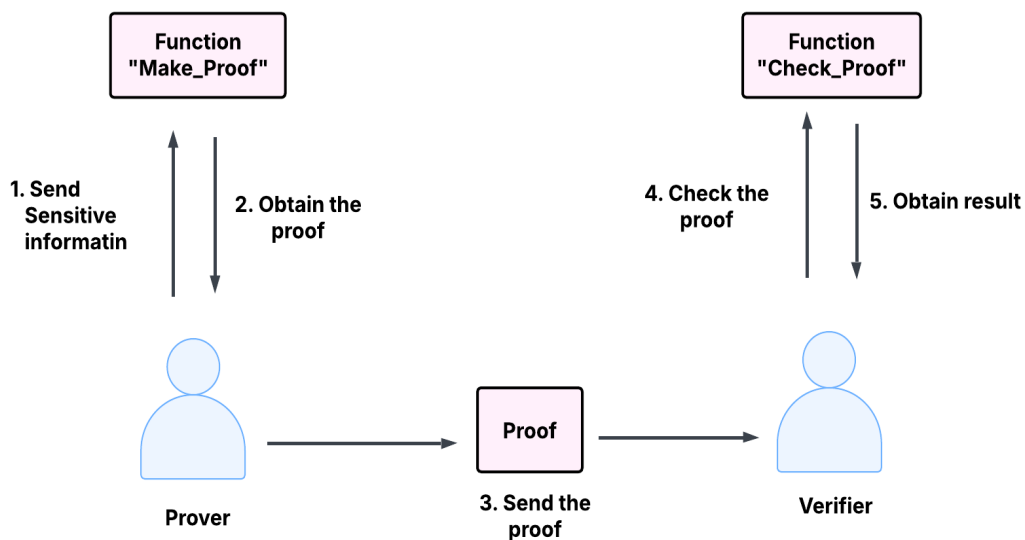 Function
"Make_Proof"
Function
"Check_Proof"
1. Send
Sensitive
informatin
2. Obtain the
proof
4. Check the
proof
5. Obtain result
Proof
3. Send the
proof
Prover
Verifier